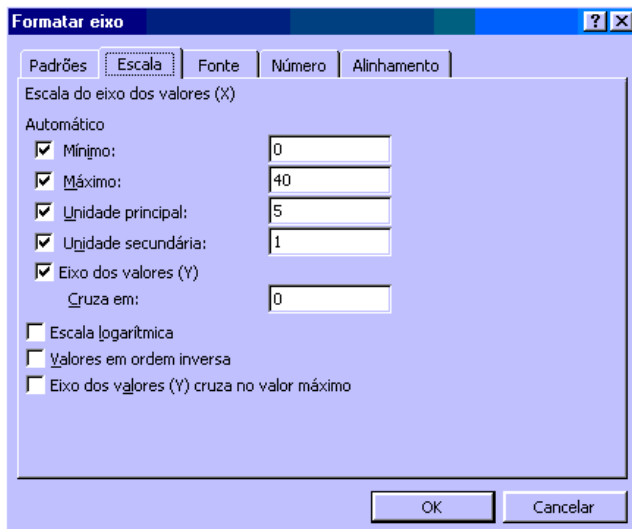 Formatar eixo
Padrões Escala Fonte Número Alinhamento
Escala do eixo dos valores (X)
Automático
Mínimo: 0
Máximo: 40
Unidade principal: 5
Unidade secundária: 1
Eixo dos valores (Y)
Cruza em: 0
Escala logarítmica
Valores em ordem inversa
Eixo dos valores (Y) cruza no valor máximo
OK Cancelar